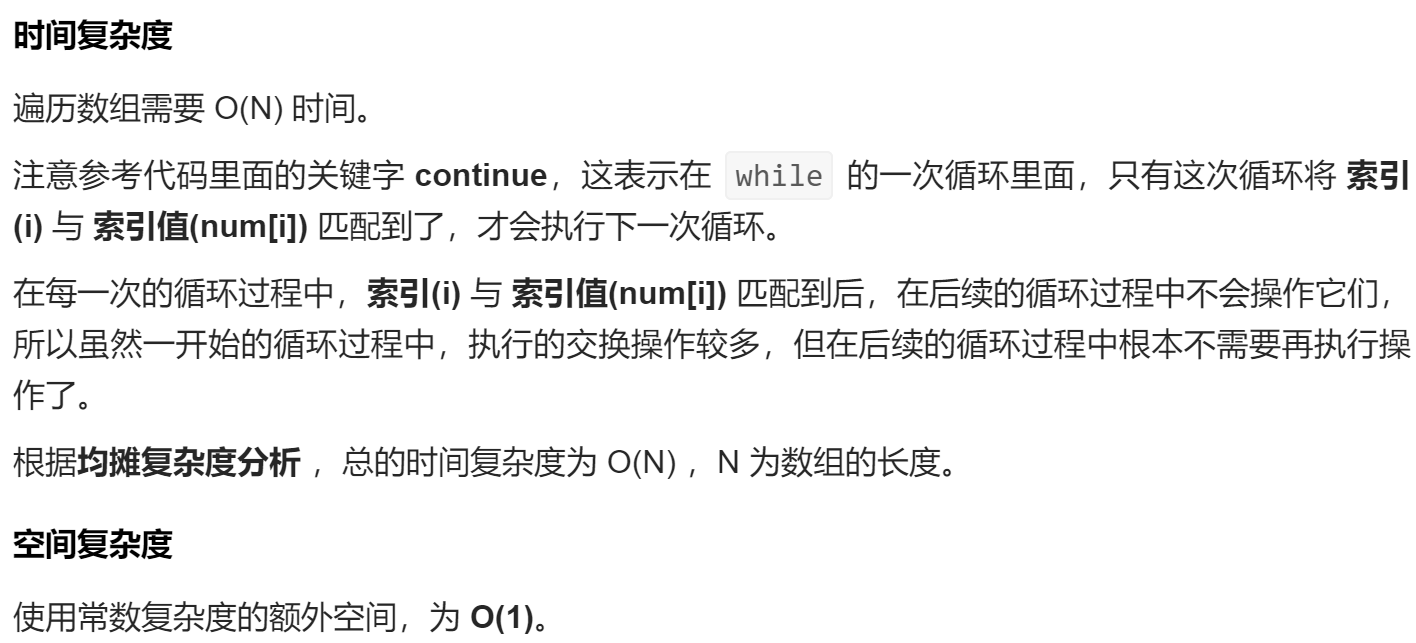 时间复杂度
遍历数组需要 O(N) 时间。
注意参考代码里面的关键字 continue，这表示在 while 的一次循环里面，只有这次循环将 索引
(i) 与 索引值(num[i]) 匹配到了，才会执行下一次循环。
在每一次的循环过程中，索引(i) 与 索引值(num[i]) 匹配到后，在后续的循环过程中不会操作它们，
所以虽然一开始的循环过程中，执行的交换操作较多，但在后续的循环过程中根本不需要再执行操
作了。
根据均摊复杂度分析 ，总的时间复杂度为 O(N) ，N 为数组的长度。
空间复杂度
使用常数复杂度的额外空间，为 O(1)。